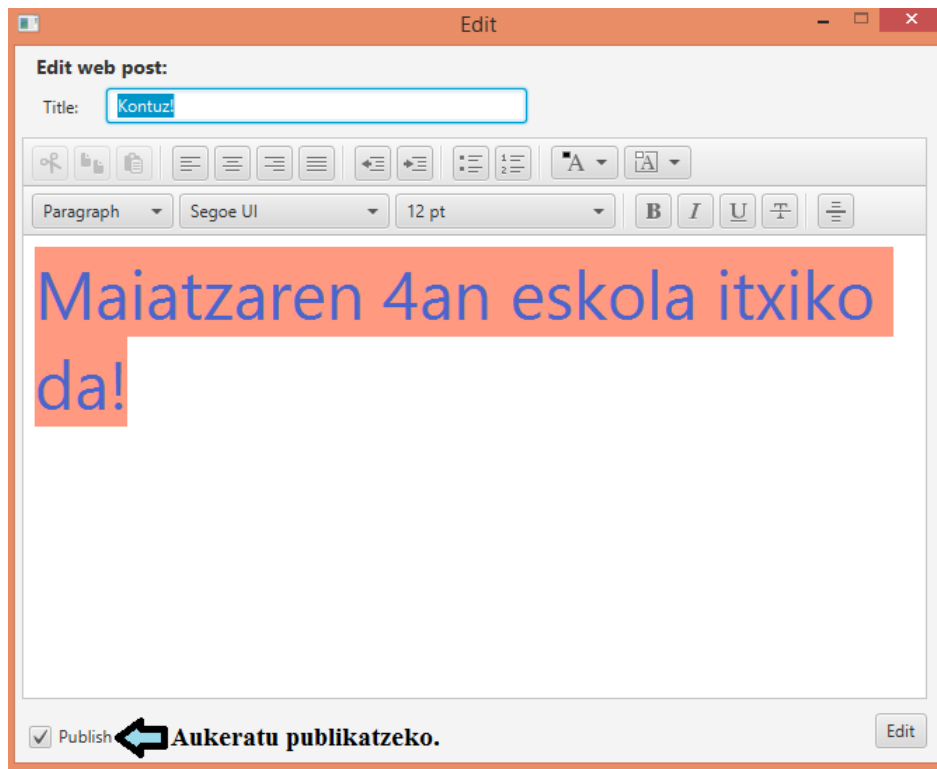 Edit
Edit web post:
Title: Kontuz!
A A
Paragraph Segoe UI 12 pt B I U T
Maiatzaren 4an eskola itxiko
da!
Publish Aukeratu publikatzeko. Edit